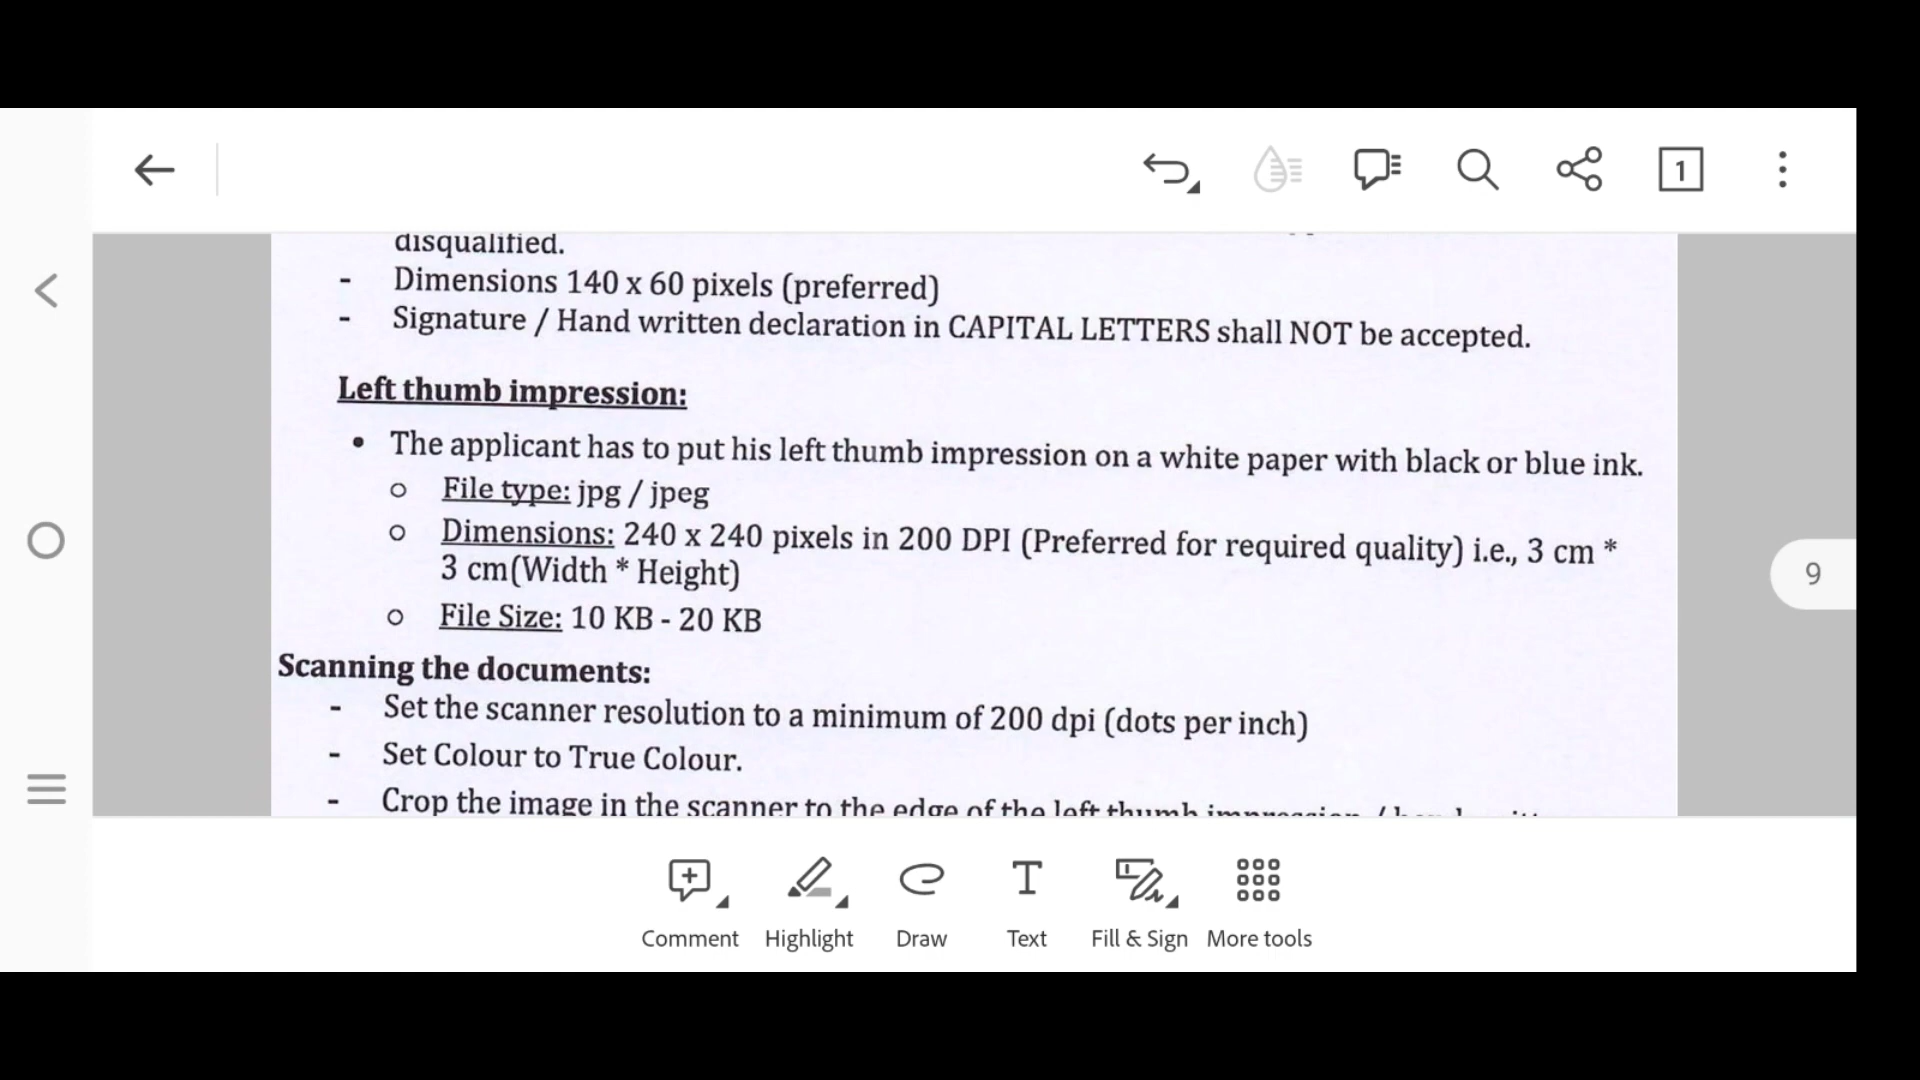 1
disqualified.
- Dimensions 140 x 60 pixels (preferred)
- Signature / Hand written declaration in CAPITAL LETTERS shall NOT be accepted.
Left thumb impression:
• The applicant has to put his left thumb impression on a white paper with black or blue ink.
o File type: jpg / jpeg
o Dimensions: 240 x 240 pixels in 200 DPI (Preferred for required quality) i.e., 3 cm *
3 cm(Width * Height)
o File Size: 10 KB - 20 KB
9
Scanning the documents:
- Set the scanner resolution to a minimum of 200 dpi (dots per inch)
- Set Colour to True Colour.
- Crop the image in the scanner to the edge of the left thumb impression /
Comment Highlight Draw Text Fill & Sign More tools